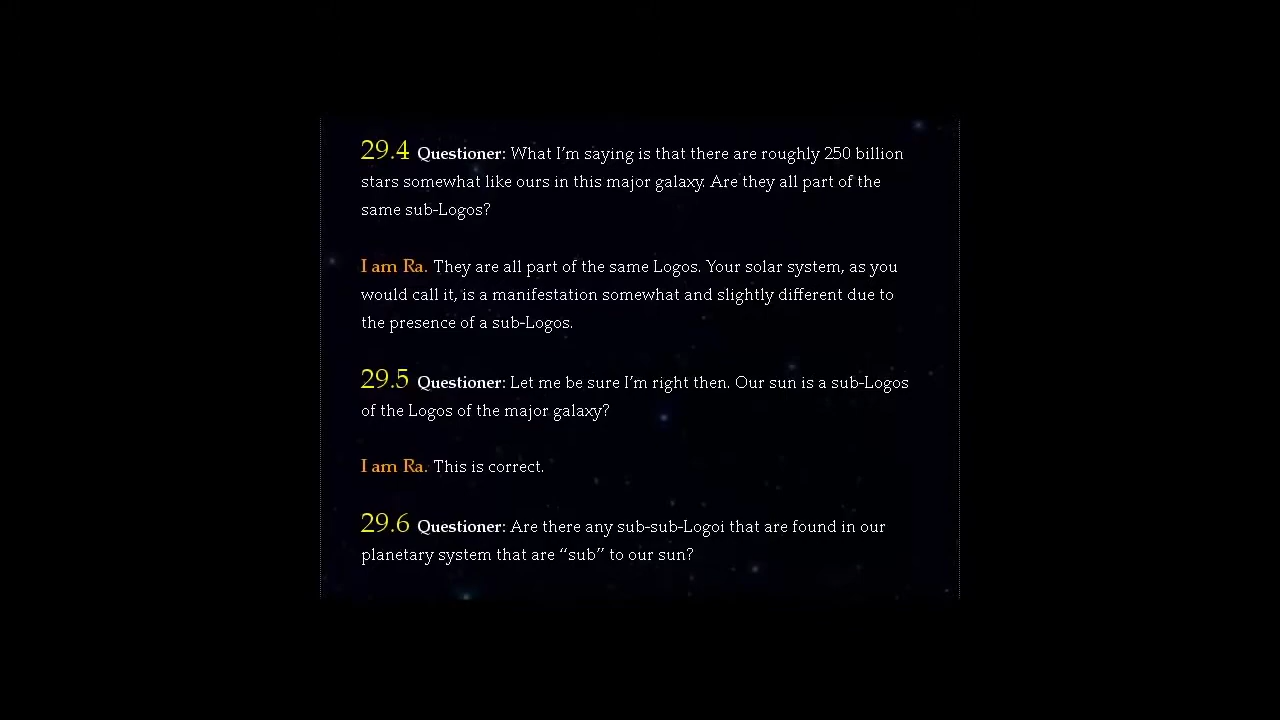 29.4 Questioner: What I’m saying is that there are roughly 250 billion
stars somewhat like ours in this major galaxy. Are they all part of the
same sub-Logos?
I am Ra. They are all part of the same Logos. Your solar system, as you
would call it, is a manifestation somewhat and slightly different due to
the presence of a sub-Logos.
29.5 Questioner: Let me be sure I’m right then. Our sun is a sub-Logos
of the Logos of the major galaxy?
I am Ra. This is correct.
29.6 Questioner: Are there any sub-sub-Logoi that are found in our
planetary system that are “sub” to our sun?